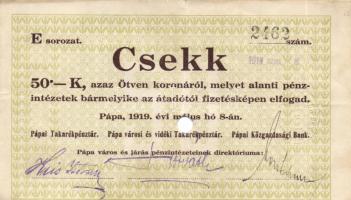 E sorozat. 2462 szám.
Csekk
50·— K, azaz Ötven koronáról, melyet alanti pénz-
intézetek bármelyike az átadótól fizetésképen elfogad.
Pápa, 1919. évi május hó 8-án.
Pápai Takarékpénztár. Pápa városi és vidéki Takarékpénztár. Pápai Közgazdasági Bank.
Pápa város és járás pénzintézeteinek direktóriuma: